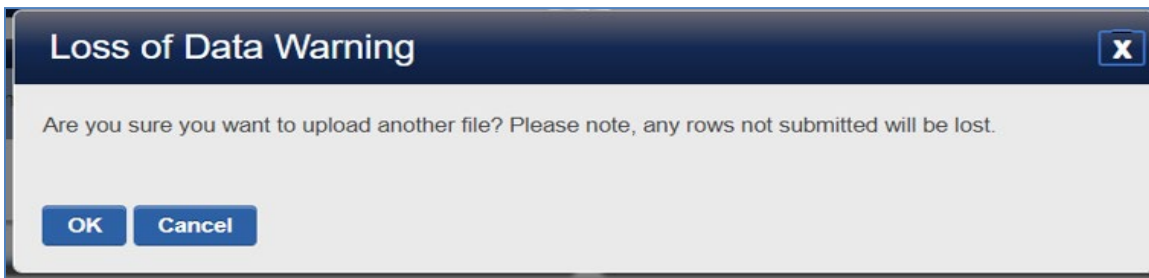 Loss of Data Warning
X
Are you sure you want to upload another file? Please note, any rows not submitted will be lost.
OK Cancel